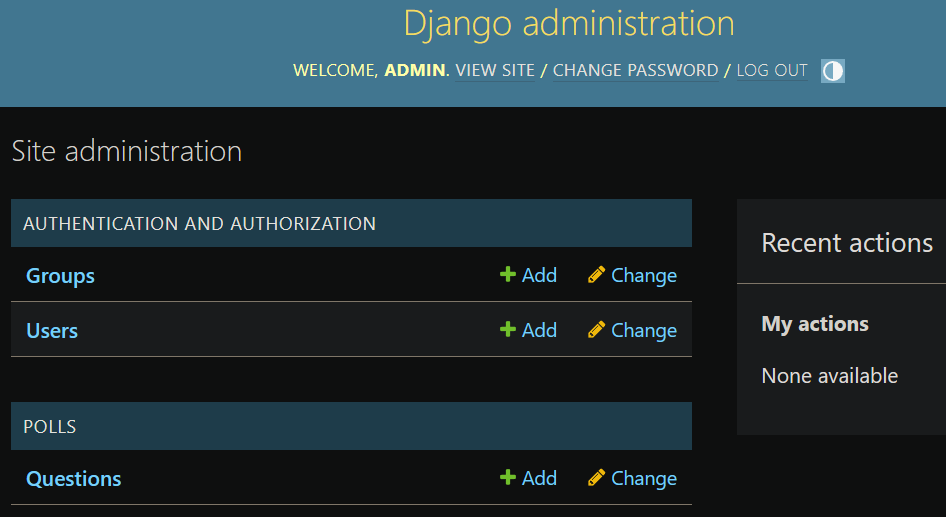 Django administration
WELCOME, ADMIN. VIEW SITE / CHANGE PASSWORD / LOG OUT
Site administration
AUTHENTICATION AND AUTHORIZATION
Groups Add Change
Users Add Change
POLLS
Questions Add Change
Recent actions
My actions
None available